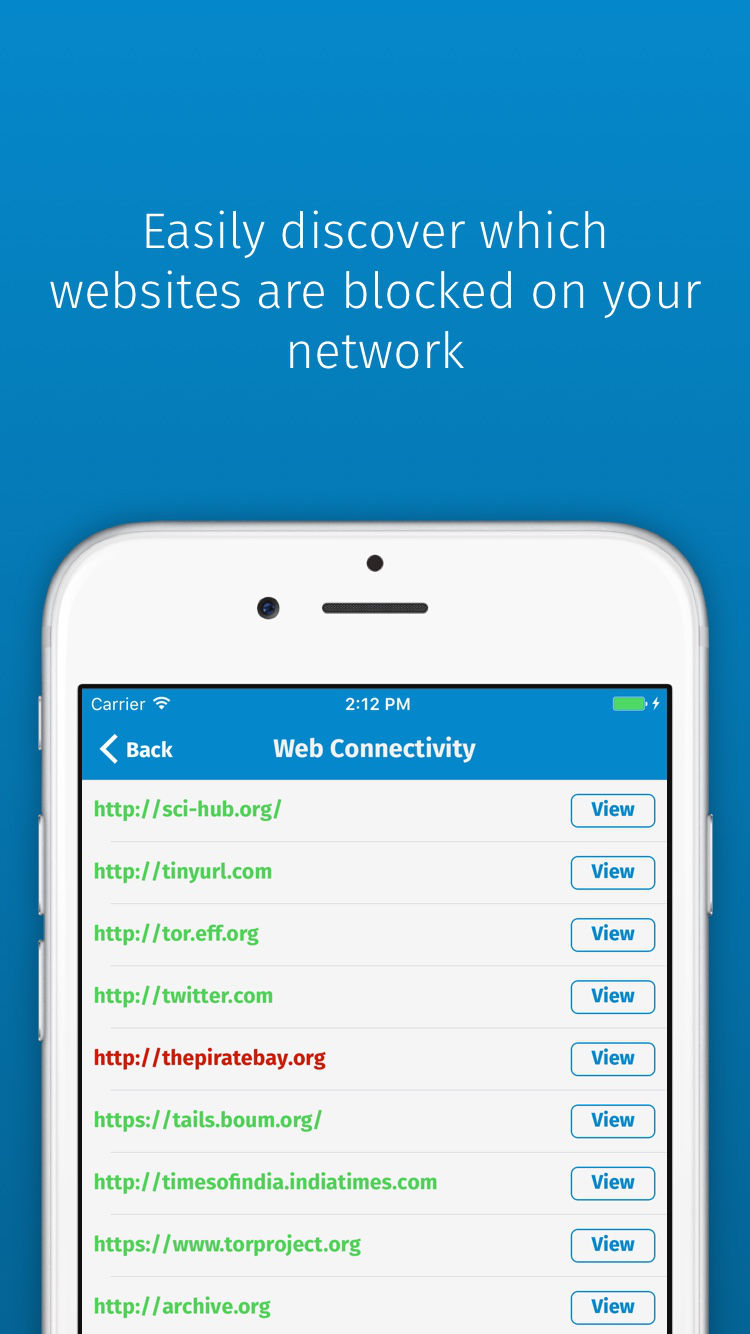 Easily discover which
websites are blocked on your
network
Carrier 2:12 PM
Back Web Connectivity
http://sci-hub.org/ View
http://tinyurl.com View
http://tor.eff.org View
http://twitter.com View
http://thepiratebay.org View
https://tails.boum.org/ View
http://timesofindia.indiatimes.com View
https://www.torproject.org View
http://archive.org View